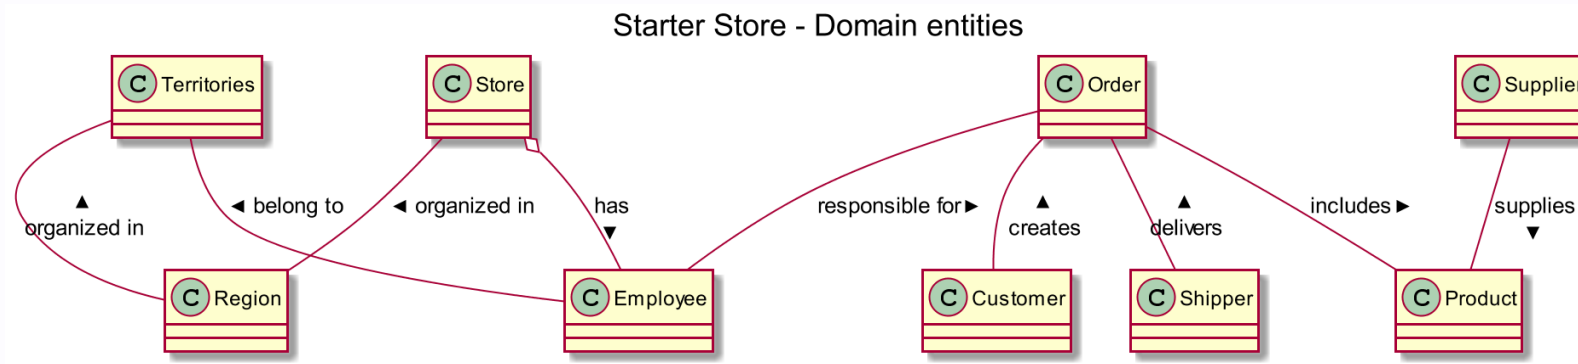 Starter Store - Domain entities
C Territories
C Store
C Order
C Supplier
▲
organized in
◄ belong to
◄ organized in
has
▼
responsible for ►
▲
creates
▲
delivers
includes ►
supplies
▼
C Region
C Employee
C Customer
C Shipper
C Product